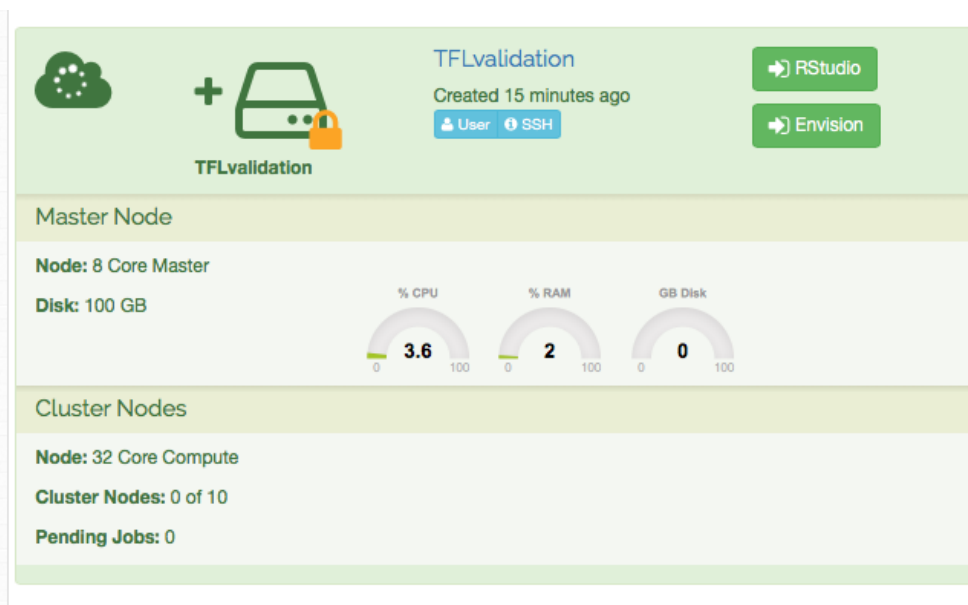 TFLvalidation
TFLvalidation
Created 15 minutes ago
User SSH
RStudio
Envision
Master Node
Node: 8 Core Master
Disk: 100 GB
% CPU
3.6
0 100
% RAM
2
0 100
GB Disk
0
0 100
Cluster Nodes
Node: 32 Core Compute
Cluster Nodes: 0 of 10
Pending Jobs: 0